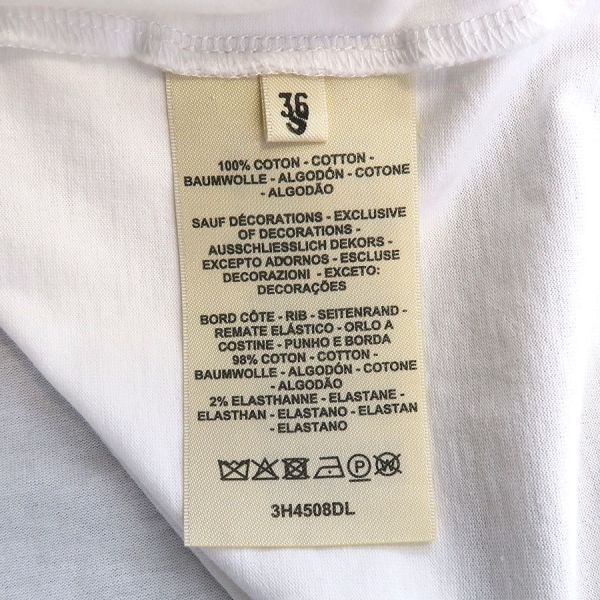 36
S
100% COTON - COTTON -
BAUMWOLLE - ALGODÓN - COTONE
- ALGODÃO
SAUF DÉCORATIONS - EXCLUSIVE
OF DECORATIONS -
AUSSCHLIESSLICH DEKORS -
EXCEPTO ADORNOS - ESCLUSE
DECORAZIONI - EXCETO:
DECORAÇÕES
BORD CÔTE - RIB - SEITENRAND -
REMATE ELÁSTICO - ORLO A
COSTINE - PUNHO E BORDA
98% COTON - COTTON -
BAUMWOLLE - ALGODÓN - COTONE
- ALGODÃO
2% ELASTHANNE - ELASTANE -
ELASTHAN - ELASTANO - ELASTAN
- ELASTANO
P W
3H4508DL